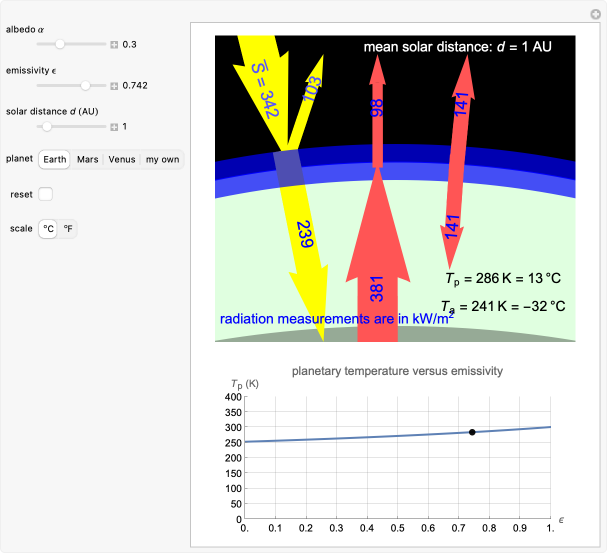 albedo α
0.3
emissivity ϵ
0.742
solar distance d (AU)
1
planet Earth Mars Venus my own
reset
scale °C °F
mean solar distance: d = 1 AU
S̅ = 342
103
98
141
239
381
141
Tp = 286 K = 13 °C
Ta = 241 K = −32 °C
radiation measurements are in kW/m²
planetary temperature versus emissivity
Tp (K)
400
350
300
250
200
150
100
50
0
0. 0.1 0.2 0.3 0.4 0.5 0.6 0.7 0.8 0.9 1.
ϵ